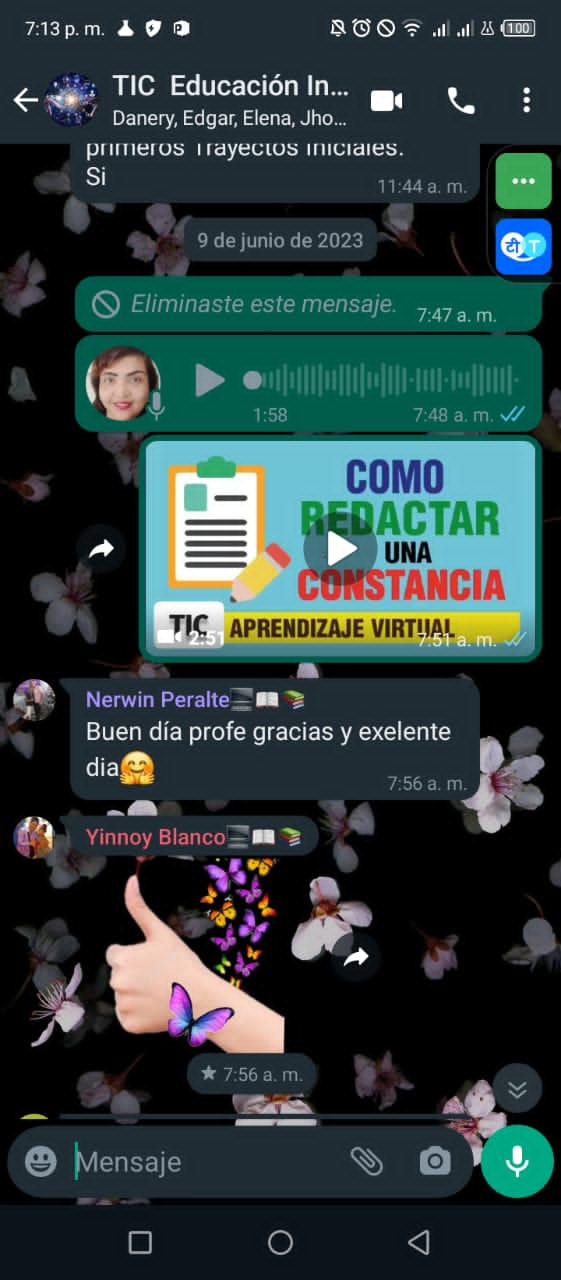 7:13 p. m.
100
TIC Educación In...
Danery, Edgar, Elena, Jho...
primeros Trayectos Iniciales.
Si
11:44 a. m.
टी T
9 de junio de 2023
Eliminaste este mensaje.
7:47 a. m.
1:58
7:48 a. m.
COMO
REDACTAR
UNA
CONSTANCIA
TIC APRENDIZAJE VIRTUAL
2:51
7:51 a. m.
Nerwin Peralte
Buen día profe gracias y exelente
dia
7:56 a. m.
Yinnoy Blanco
7:56 a. m.
Mensaje